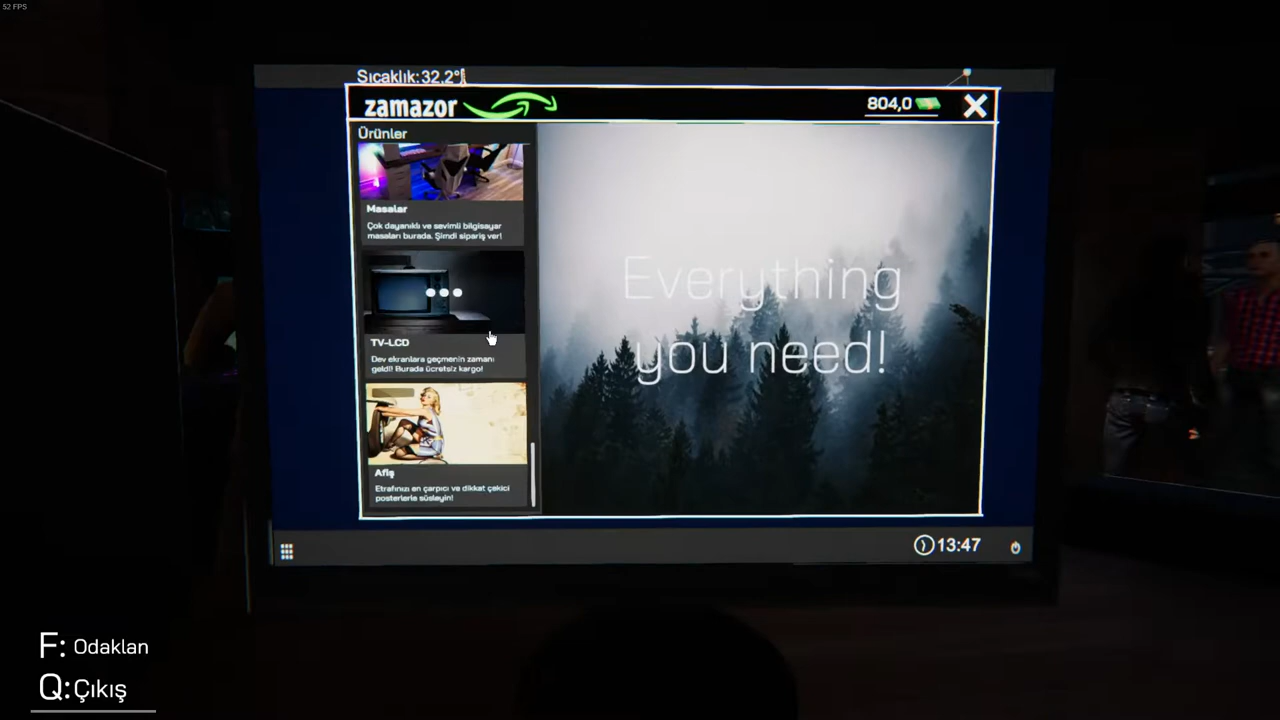 52 FPS
Sıcaklık: 32.2°
zamazor
804,0
Ürünler
Masalar
Çok dayanıklı ve sevimli bilgisayar
masaları burada. Şimdi sipariş ver!
TV-LCD
Dev ekranlara geçmenin zamanı
geldi! Burada ücretsiz kargo!
Afiş
Etrafınızı en çarpıcı ve dikkat çekici
posterlerle süsleyin!
Everything
you need!
13:47
F: Odaklan
Q: Çıkış